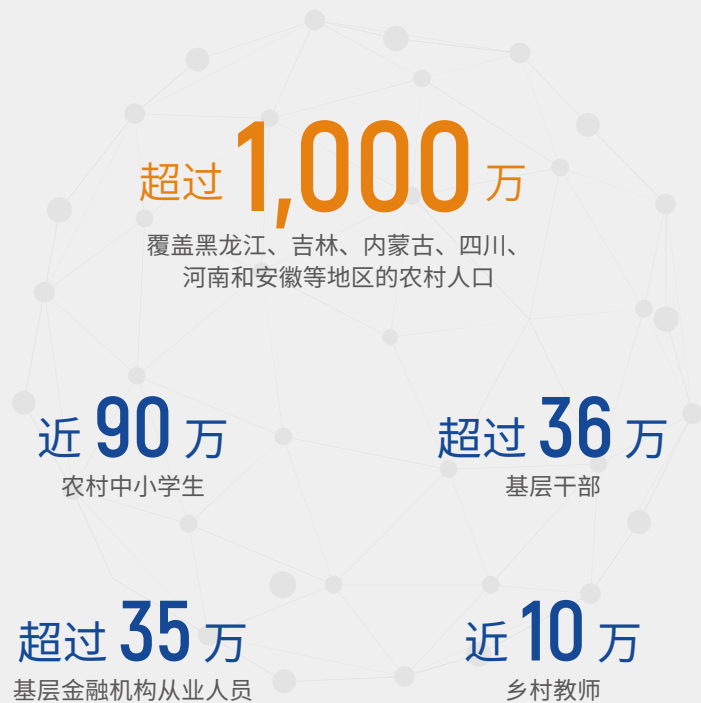 超过 1,000 万
覆盖黑龙江、吉林、内蒙古、四川、
河南和安徽等地区的农村人口
近 90 万
农村中小学生
超过 36 万
基层干部
超过 35 万
基层金融机构从业人员
近 10 万
乡村教师